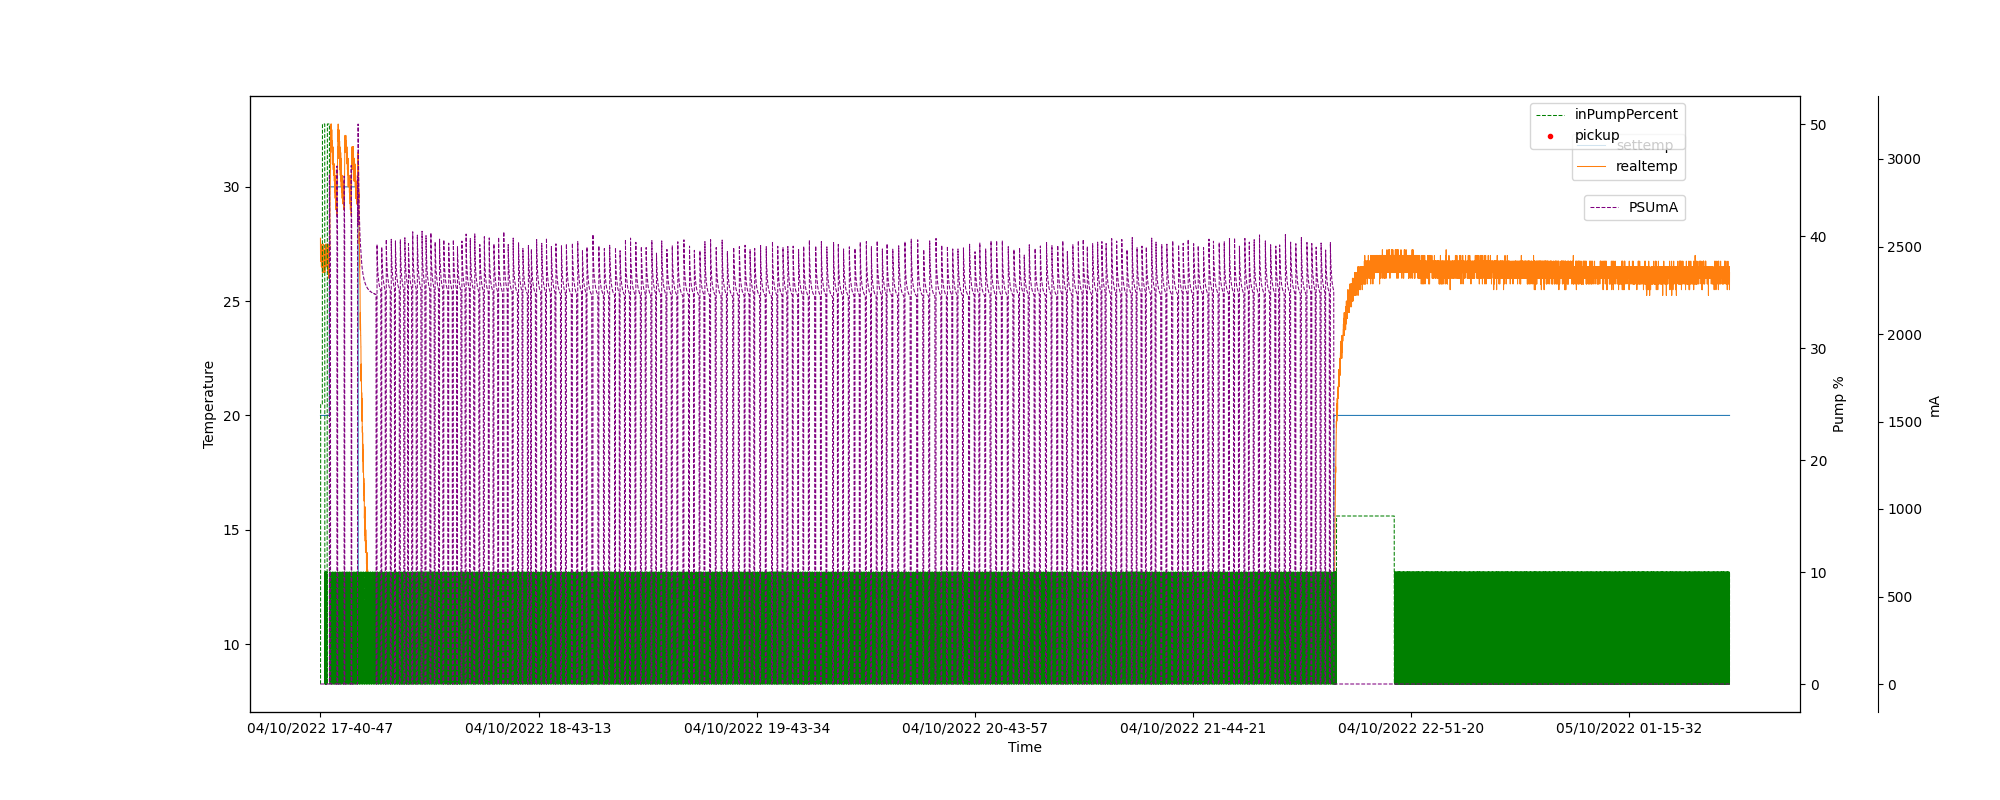 inPumpPercent
pickup
settemp
realtemp
PSUmA
Temperature
30
25
20
15
10
50
40
30
20
10
0
Pump %
3000
2500
2000
1500
1000
500
0
mA
04/10/2022 17-40-47
04/10/2022 18-43-13
04/10/2022 19-43-34
04/10/2022 20-43-57
04/10/2022 21-44-21
04/10/2022 22-51-20
05/10/2022 01-15-32
Time